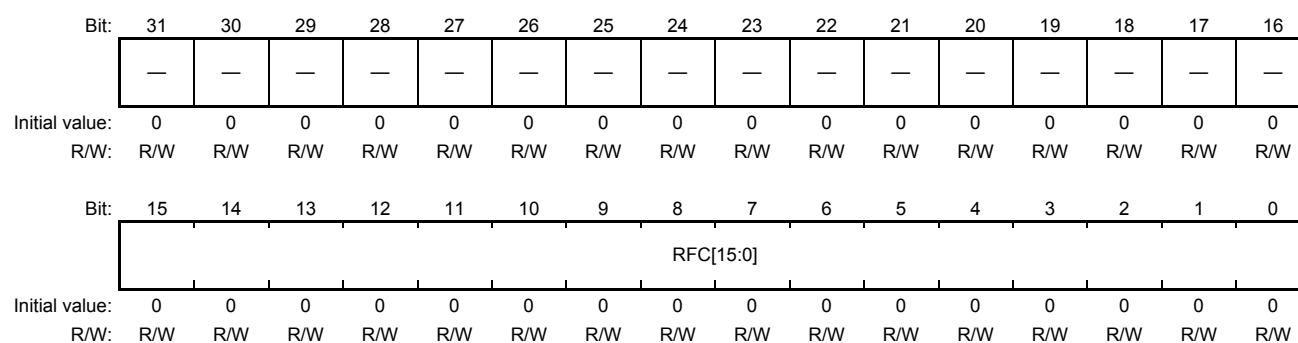 Bit: 31 30 29 28 27 26 25 24 23 22 21 20 19 18 17 16
— — — — — — — — — — — — — — — —
Initial value: 0 0 0 0 0 0 0 0 0 0 0 0 0 0 0 0
R/W: R/W R/W R/W R/W R/W R/W R/W R/W R/W R/W R/W R/W R/W R/W R/W R/W
Bit: 15 14 13 12 11 10 9 8 7 6 5 4 3 2 1 0
RFC[15:0]
Initial value: 0 0 0 0 0 0 0 0 0 0 0 0 0 0 0 0
R/W: R/W R/W R/W R/W R/W R/W R/W R/W R/W R/W R/W R/W R/W R/W R/W R/W